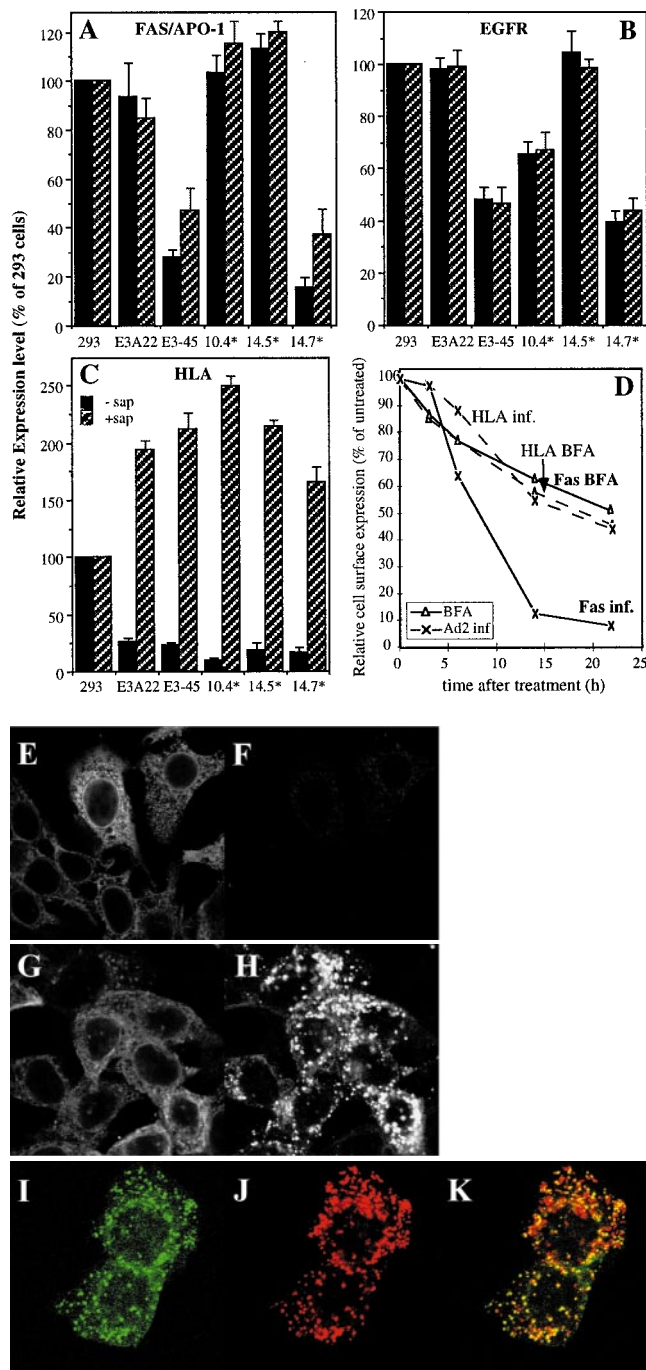 A FAS/APO-1
120
100
80
60
40
20
0
293 E3A22 E3-45 10.4* 14.5* 14.7*
EGFR B
120
100
80
60
40
20
0
293 E3A22 E3-45 10.4* 14.5* 14.7*
Relative Expression level (% of 293 cells)
C HLA
- sap
+sap
250
200
150
100
50
25
0
293 E3A22 E3-45 10.4* 14.5* 14.7*
D
Relative cell surface expression (% of untreated)
100
90
80
70
60
50
40
30
20
10
0
HLA inf.
HLA BFA
Fas BFA
Fas inf.
BFA
Ad2 inf
0 5 10 15 20 25
time after treatment (h)
E F
G H
I J K